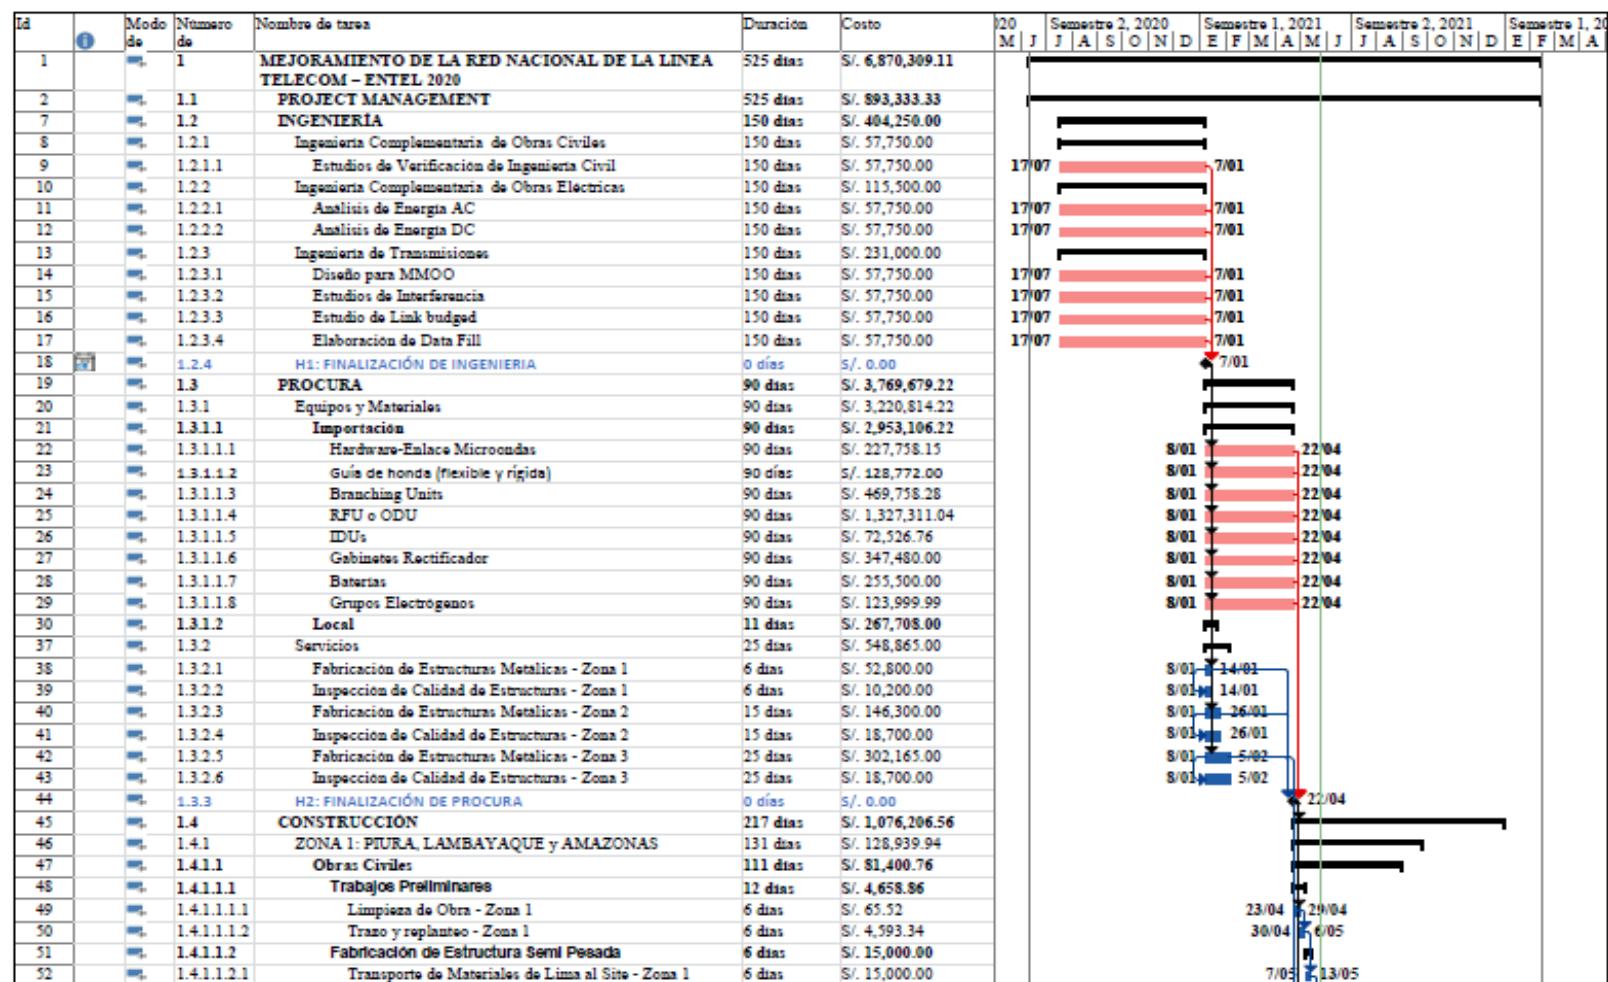 Id Modo de Número de Nombre de tarea Duración Costo 020 Semestre 2, 2020 Semestre 1, 2021 Semestre 2, 2021 Semestre 1, 20
M J J A S O N D E F M A M J J A S O N D E F M A
1 1 MEJORAMIENTO DE LA RED NACIONAL DE LA LINEA TELECOM – ENTEL 2020 525 días S/. 6,870,309.11
2 1.1 PROJECT MANAGEMENT 525 días S/. 893,333.33
7 1.2 INGENIERÍA 150 días S/. 404,250.00
8 1.2.1 Ingeniería Complementaria de Obras Civiles 150 días S/. 57,750.00
9 1.2.1.1 Estudios de Verificación de Ingeniería Civil 150 días S/. 57,750.00 17/07 7/01
10 1.2.2 Ingeniería Complementaria de Obras Eléctricas 150 días S/. 115,500.00
11 1.2.2.1 Análisis de Energía AC 150 días S/. 57,750.00 17/07 7/01
12 1.2.2.2 Análisis de Energía DC 150 días S/. 57,750.00 17/07 7/01
13 1.2.3 Ingeniería de Transmisiones 150 días S/. 231,000.00
14 1.2.3.1 Diseño para MMOO 150 días S/. 57,750.00 17/07 7/01
15 1.2.3.2 Estudios de Interferencia 150 días S/. 57,750.00 17/07 7/01
16 1.2.3.3 Estudio de Link budged 150 días S/. 57,750.00 17/07 7/01
17 1.2.3.4 Elaboración de Data Fill 150 días S/. 57,750.00 17/07 7/01
18 1.2.4 H1: FINALIZACIÓN DE INGENIERIA 0 días S/. 0.00 7/01
19 1.3 PROCURA 90 días S/. 3,769,679.22
20 1.3.1 Equipos y Materiales 90 días S/. 3,220,814.22
21 1.3.1.1 Importación 90 días S/. 2,953,106.22
22 1.3.1.1.1 Hardware-Enlace Microondas 90 días S/. 227,758.15 8/01 22/04
23 1.3.1.1.2 Guía de honda (flexible y rígida) 90 días S/. 128,772.00 8/01 22/04
24 1.3.1.1.3 Branching Units 90 días S/. 469,758.28 8/01 22/04
25 1.3.1.1.4 RFU o ODU 90 días S/. 1,327,311.04 8/01 22/04
26 1.3.1.1.5 IDUs 90 días S/. 72,526.76 8/01 22/04
27 1.3.1.1.6 Gabinetes Rectificador 90 días S/. 347,480.00 8/01 22/04
28 1.3.1.1.7 Baterías 90 días S/. 255,500.00 8/01 22/04
29 1.3.1.1.8 Grupos Electrógenos 90 días S/. 123,999.99 8/01 22/04
30 1.3.1.2 Local 11 días S/. 267,708.00
37 1.3.2 Servicios 25 días S/. 548,865.00
38 1.3.2.1 Fabricación de Estructuras Metálicas - Zona 1 6 días S/. 52,800.00 8/01 14/01
39 1.3.2.2 Inspección de Calidad de Estructuras - Zona 1 6 días S/. 10,200.00 8/01 14/01
40 1.3.2.3 Fabricación de Estructuras Metálicas - Zona 2 15 días S/. 146,300.00 8/01 26/01
41 1.3.2.4 Inspección de Calidad de Estructuras - Zona 2 15 días S/. 18,700.00 8/01 26/01
42 1.3.2.5 Fabricación de Estructuras Metálicas - Zona 3 25 días S/. 302,165.00 8/01 5/02
43 1.3.2.6 Inspección de Calidad de Estructuras - Zona 3 25 días S/. 18,700.00 8/01 5/02
44 1.3.3 H2: FINALIZACIÓN DE PROCURA 0 días S/. 0.00 22/04
45 1.4 CONSTRUCCIÓN 217 días S/. 1,076,206.56
46 1.4.1 ZONA 1: PIURA, LAMBAYAQUE y AMAZONAS 131 días S/. 128,939.94
47 1.4.1.1 Obras Civiles 111 días S/. 81,400.76
48 1.4.1.1.1 Trabajos Preliminares 12 días S/. 4,658.86
49 1.4.1.1.1.1 Limpieza de Obra - Zona 1 6 días S/. 65.52 23/04 29/04
50 1.4.1.1.1.2 Trazo y replanteo - Zona 1 6 días S/. 4,593.34 30/04 6/05
51 1.4.1.1.2 Fabricación de Estructura Semi Pesada 6 días S/. 15,000.00
52 1.4.1.1.2.1 Transporte de Materiales de Lima al Site - Zona 1 6 días S/. 15,000.00 7/05 13/05